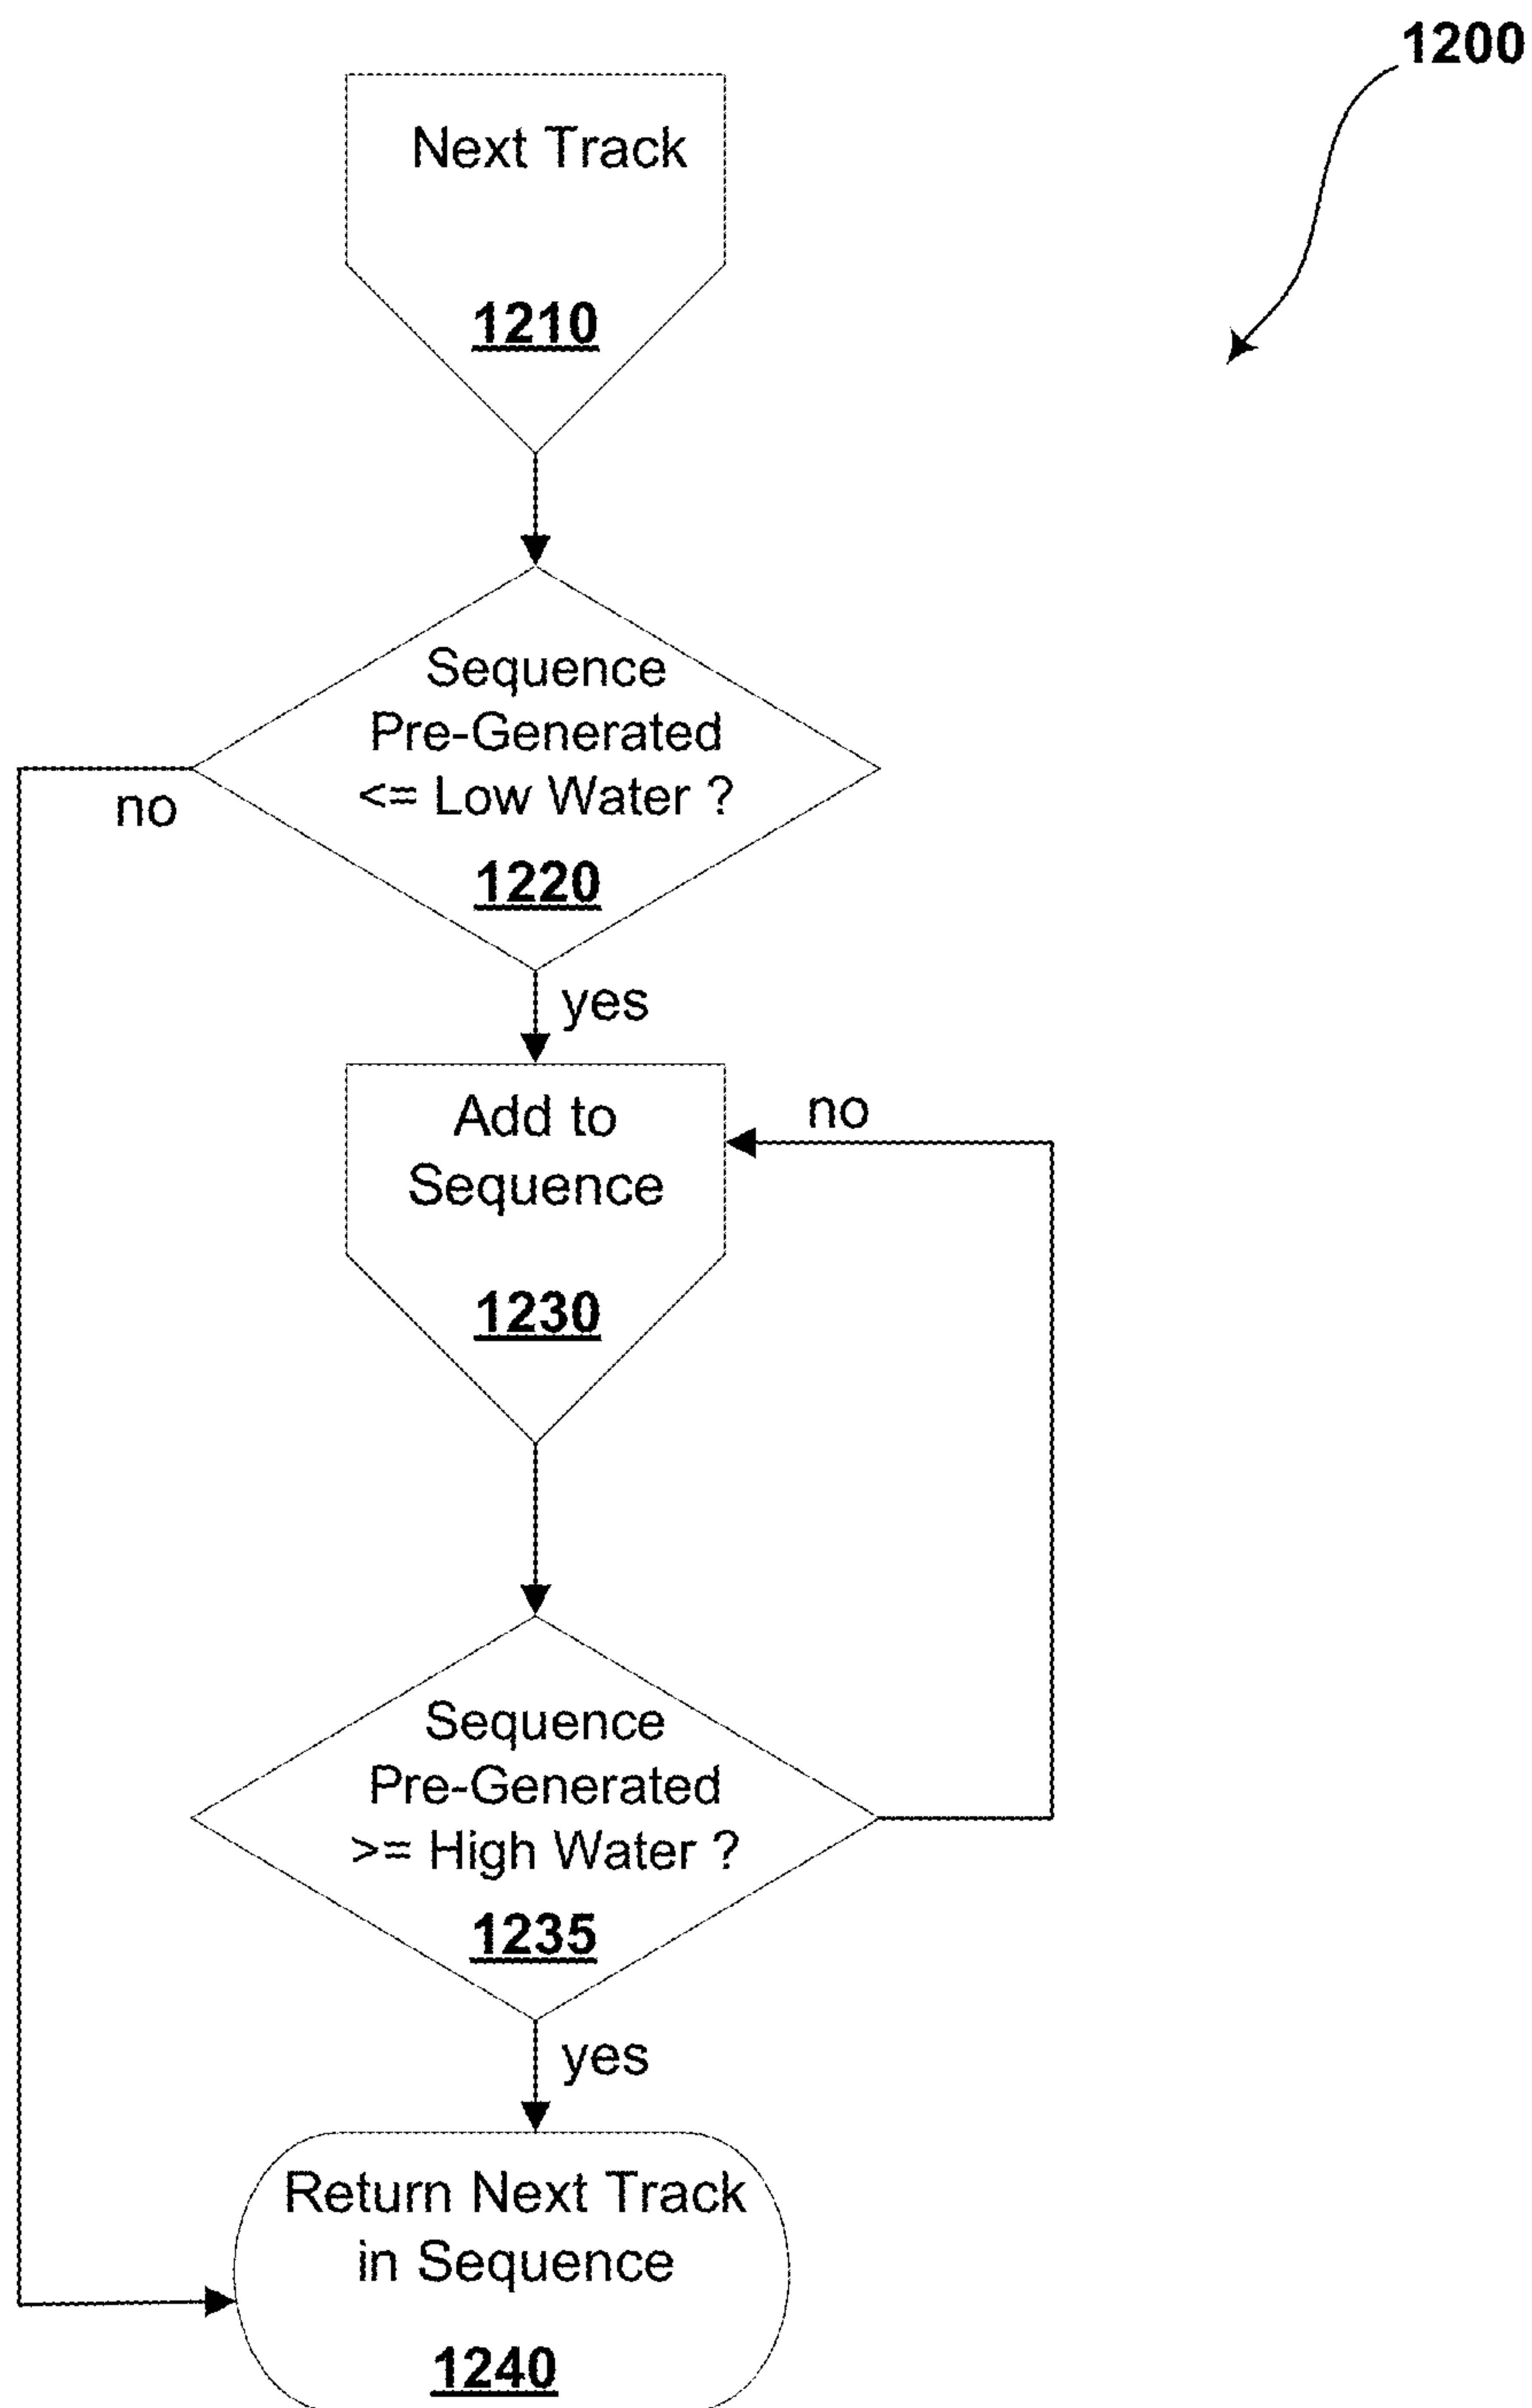 1200
Next Track
1210
Sequence
Pre-Generated
<= Low Water ?
1220
no
yes
Add to
Sequence
1230
no
Sequence
Pre-Generated
>= High Water ?
1235
yes
Return Next Track
in Sequence
1240